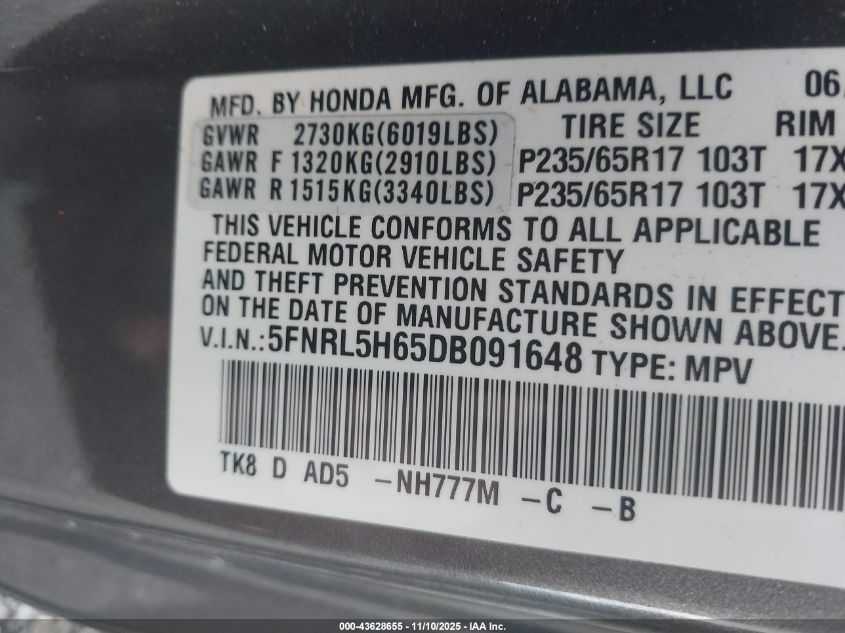 MFD. BY HONDA MFG. OF ALABAMA, LLC 06
GVWR 2730KG(6019LBS) TIRE SIZE RIM
GAWR F 1320KG(2910LBS) P235/65R17 103T 17X
GAWR R 1515KG(3340LBS) P235/65R17 103T 17X
THIS VEHICLE CONFORMS TO ALL APPLICABLE
FEDERAL MOTOR VEHICLE SAFETY
AND THEFT PREVENTION STANDARDS IN EFFECT
ON THE DATE OF MANUFACTURE SHOWN ABOVE.
V.I.N.: 5FNRL5H65DB091648 TYPE: MPV
TK8 D AD5 -NH777M -C -B
000-43628655 - 11/10/2025 - IAA Inc.